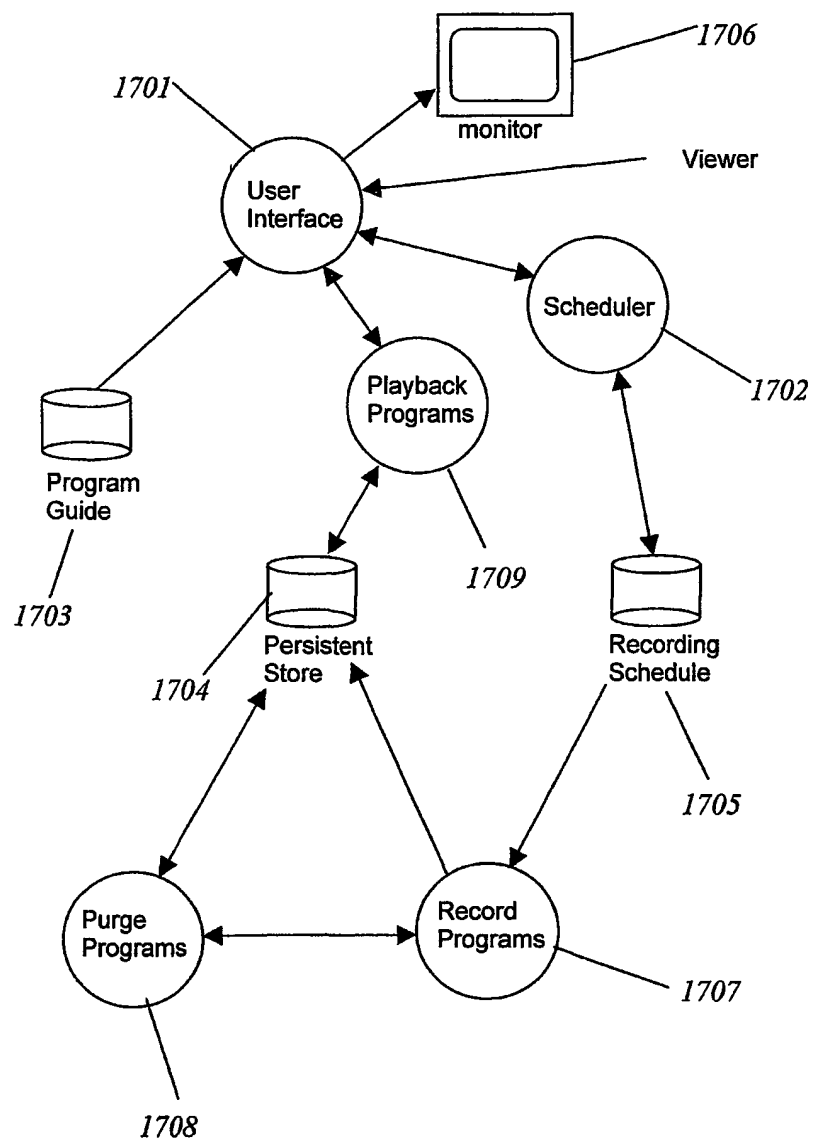 1706
1701
monitor
Viewer
User
Interface
Scheduler
Playback
Programs
1702
Program
Guide
1709
1703
Persistent
Store
Recording
Schedule
1704
1705
Purge
Programs
Record
Programs
1707
1708